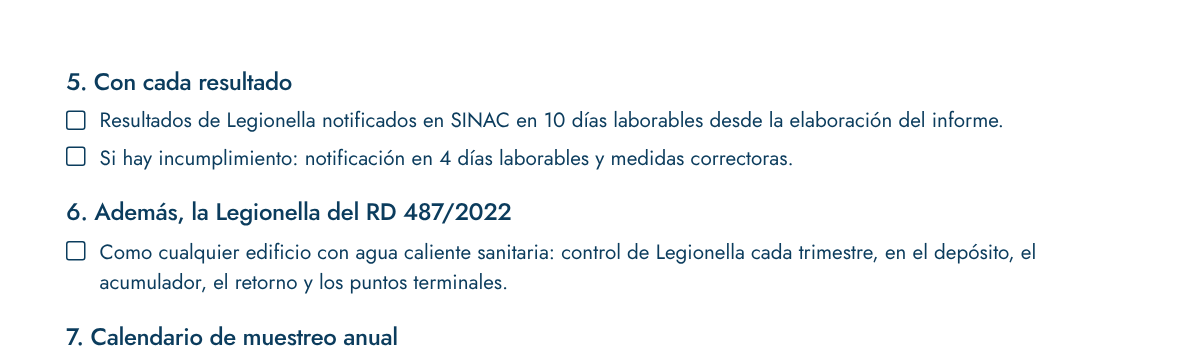 5. Con cada resultado
Resultados de Legionella notificados en SINAC en 10 días laborables desde la elaboración del informe.
Si hay incumplimiento: notificación en 4 días laborables y medidas correctoras.
6. Además, la Legionella del RD 487/2022
Como cualquier edificio con agua caliente sanitaria: control de Legionella cada trimestre, en el depósito, el
acumulador, el retorno y los puntos terminales.
7. Calendario de muestreo anual